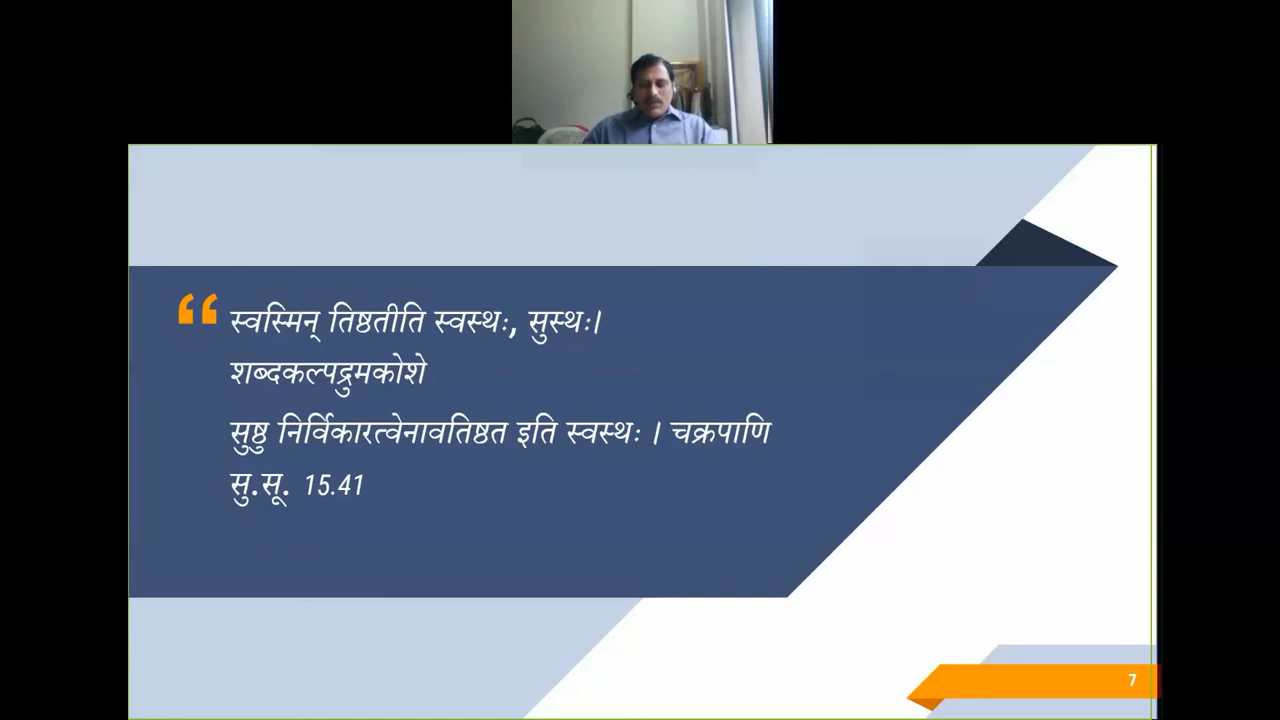 “ स्वस्मिन् तिष्ठतीति स्वस्थः, सुस्थः।
शब्दकल्पद्रुमकोशे
सुष्ठु निर्विकारत्वेनावतिष्ठत इति स्वस्थः । चक्रपाणि
सु.सू. 15.41
7